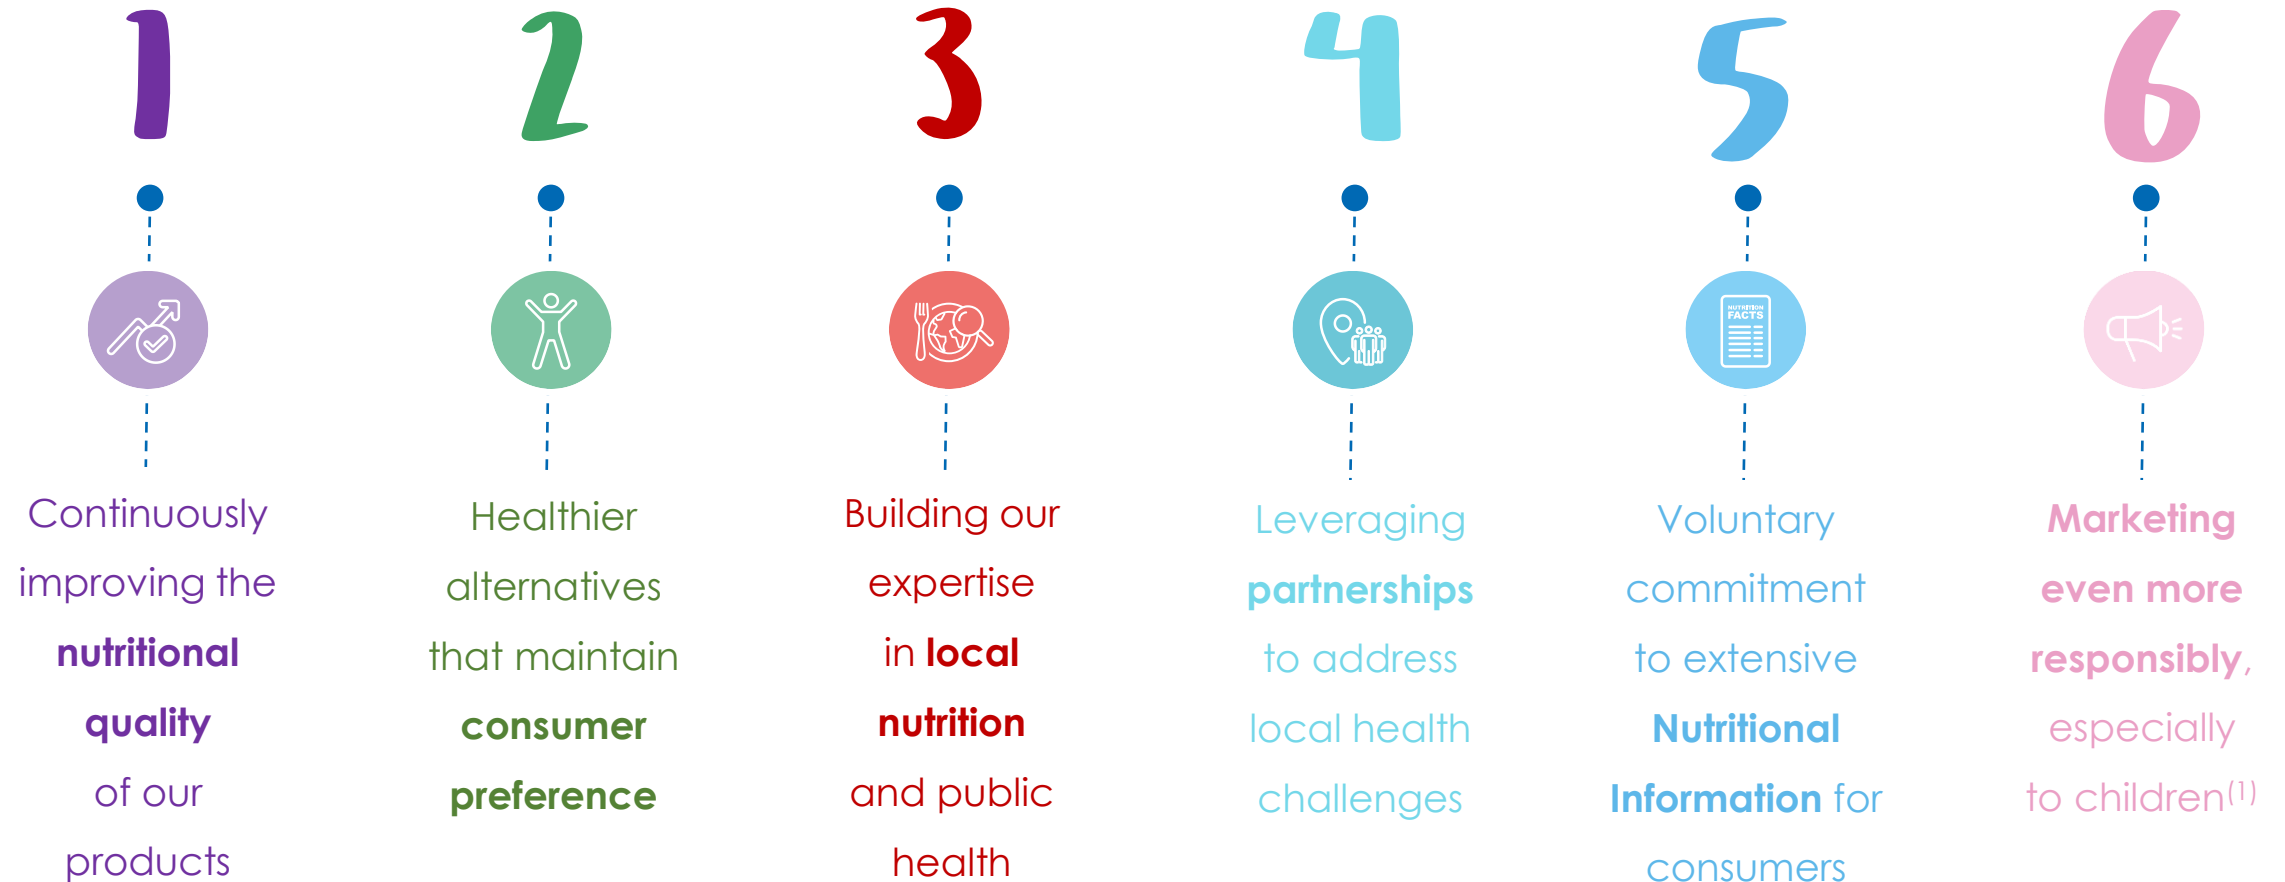 1
Continuously
improving the
nutritional
quality
of our
products
2
Healthier
alternatives
that maintain
consumer
preference
3
Building our
expertise
in local
nutrition
and public
health
4
Leveraging
partnerships
to address
local health
challenges
5
NUTRITION
FACTS
Voluntary
commitment
to extensive
Nutritional
Information for
consumers
6
Marketing
even more
responsibly,
especially
to children(1)